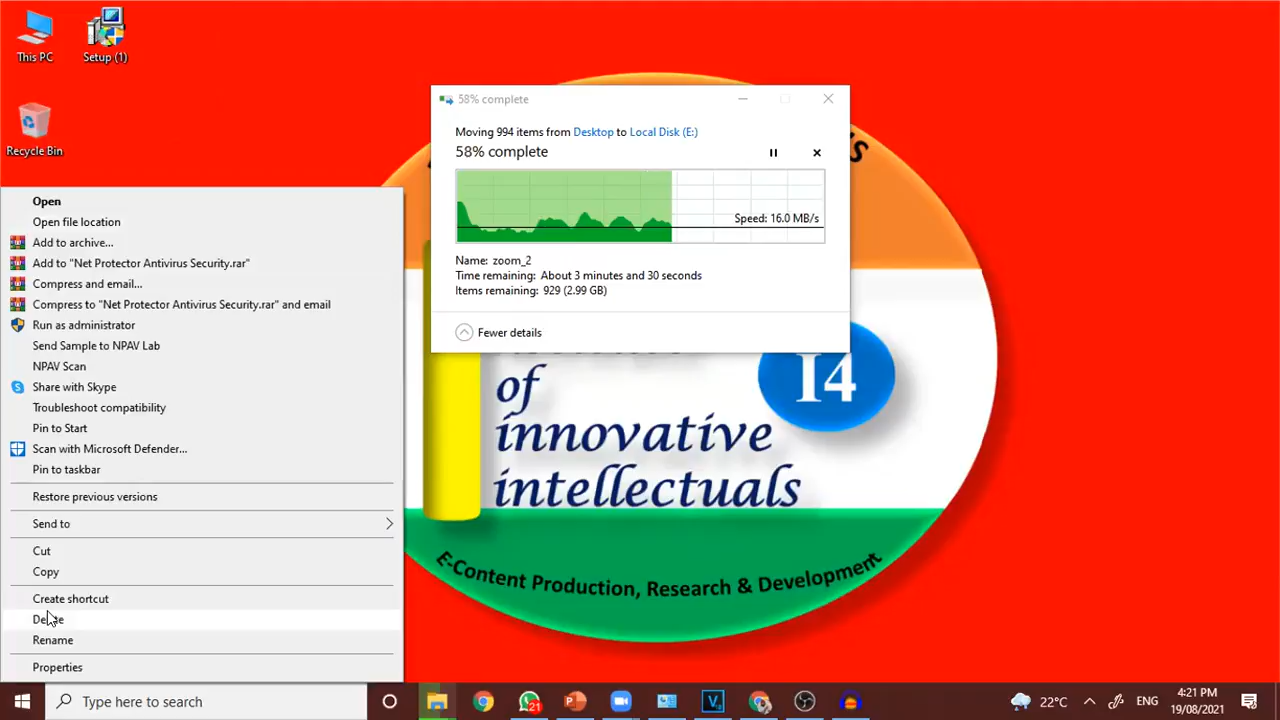 This PC
Setup (1)
Recycle Bin
58% complete
Moving 994 items from Desktop to Local Disk (E:)
58% complete
Speed: 16.0 MB/s
Name: zoom_2
Time remaining: About 3 minutes and 30 seconds
Items remaining: 929 (2.99 GB)
Fewer details
Open
Open file location
Add to archive...
Add to "Net Protector Antivirus Security.rar"
Compress and email...
Compress to "Net Protector Antivirus Security.rar" and email
Run as administrator
Send Sample to NPAV Lab
NPAV Scan
Share with Skype
Troubleshoot compatibility
Pin to Start
Scan with Microsoft Defender...
Pin to taskbar
Restore previous versions
Send to
Cut
Copy
Create shortcut
Delete
Rename
Properties
of
innovative
intellectuals
14
E-Content Production, Research & Development
Type here to search
21
22°C
ENG
4:21 PM
19/08/2021